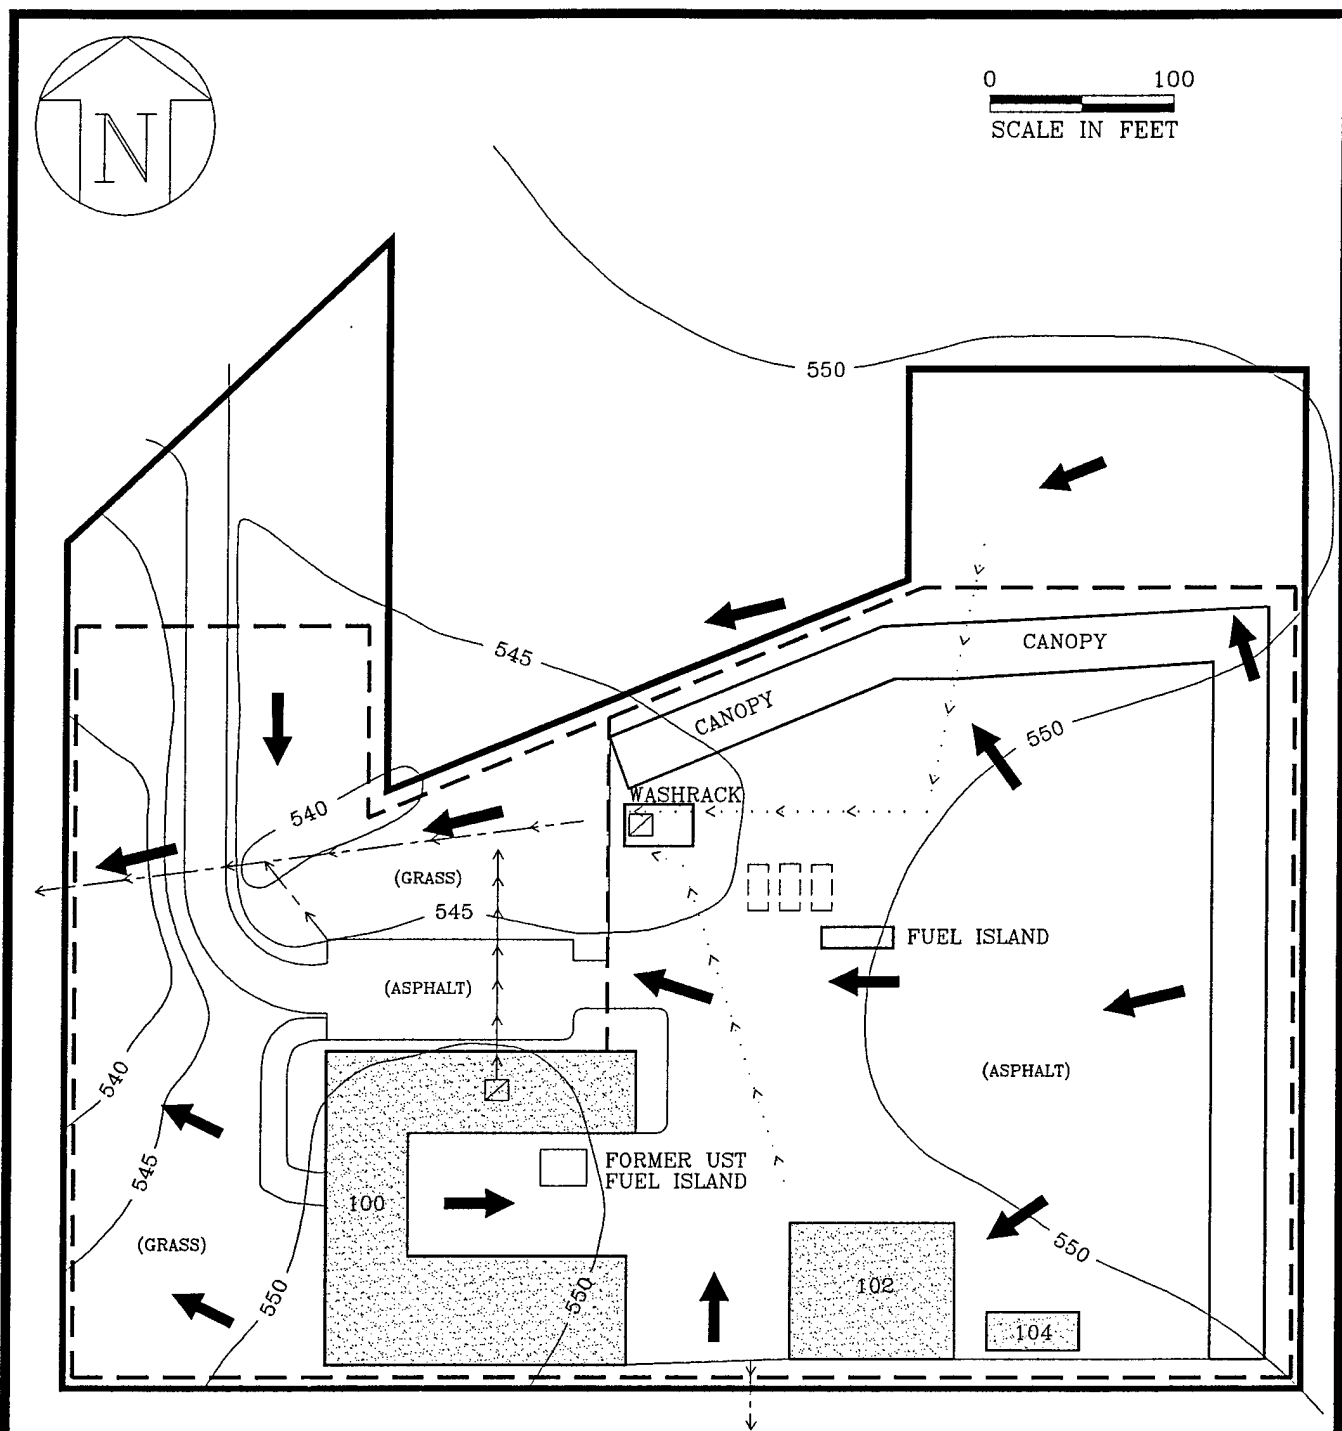 N
0 100
SCALE IN FEET
550
CANOPY
545
CANOPY
550
WASHRACK
540
(GRASS)
545
FUEL ISLAND
(ASPHALT)
(ASPHALT)
540
FORMER UST
FUEL ISLAND
545
100
(GRASS)
550
550
550
102
104